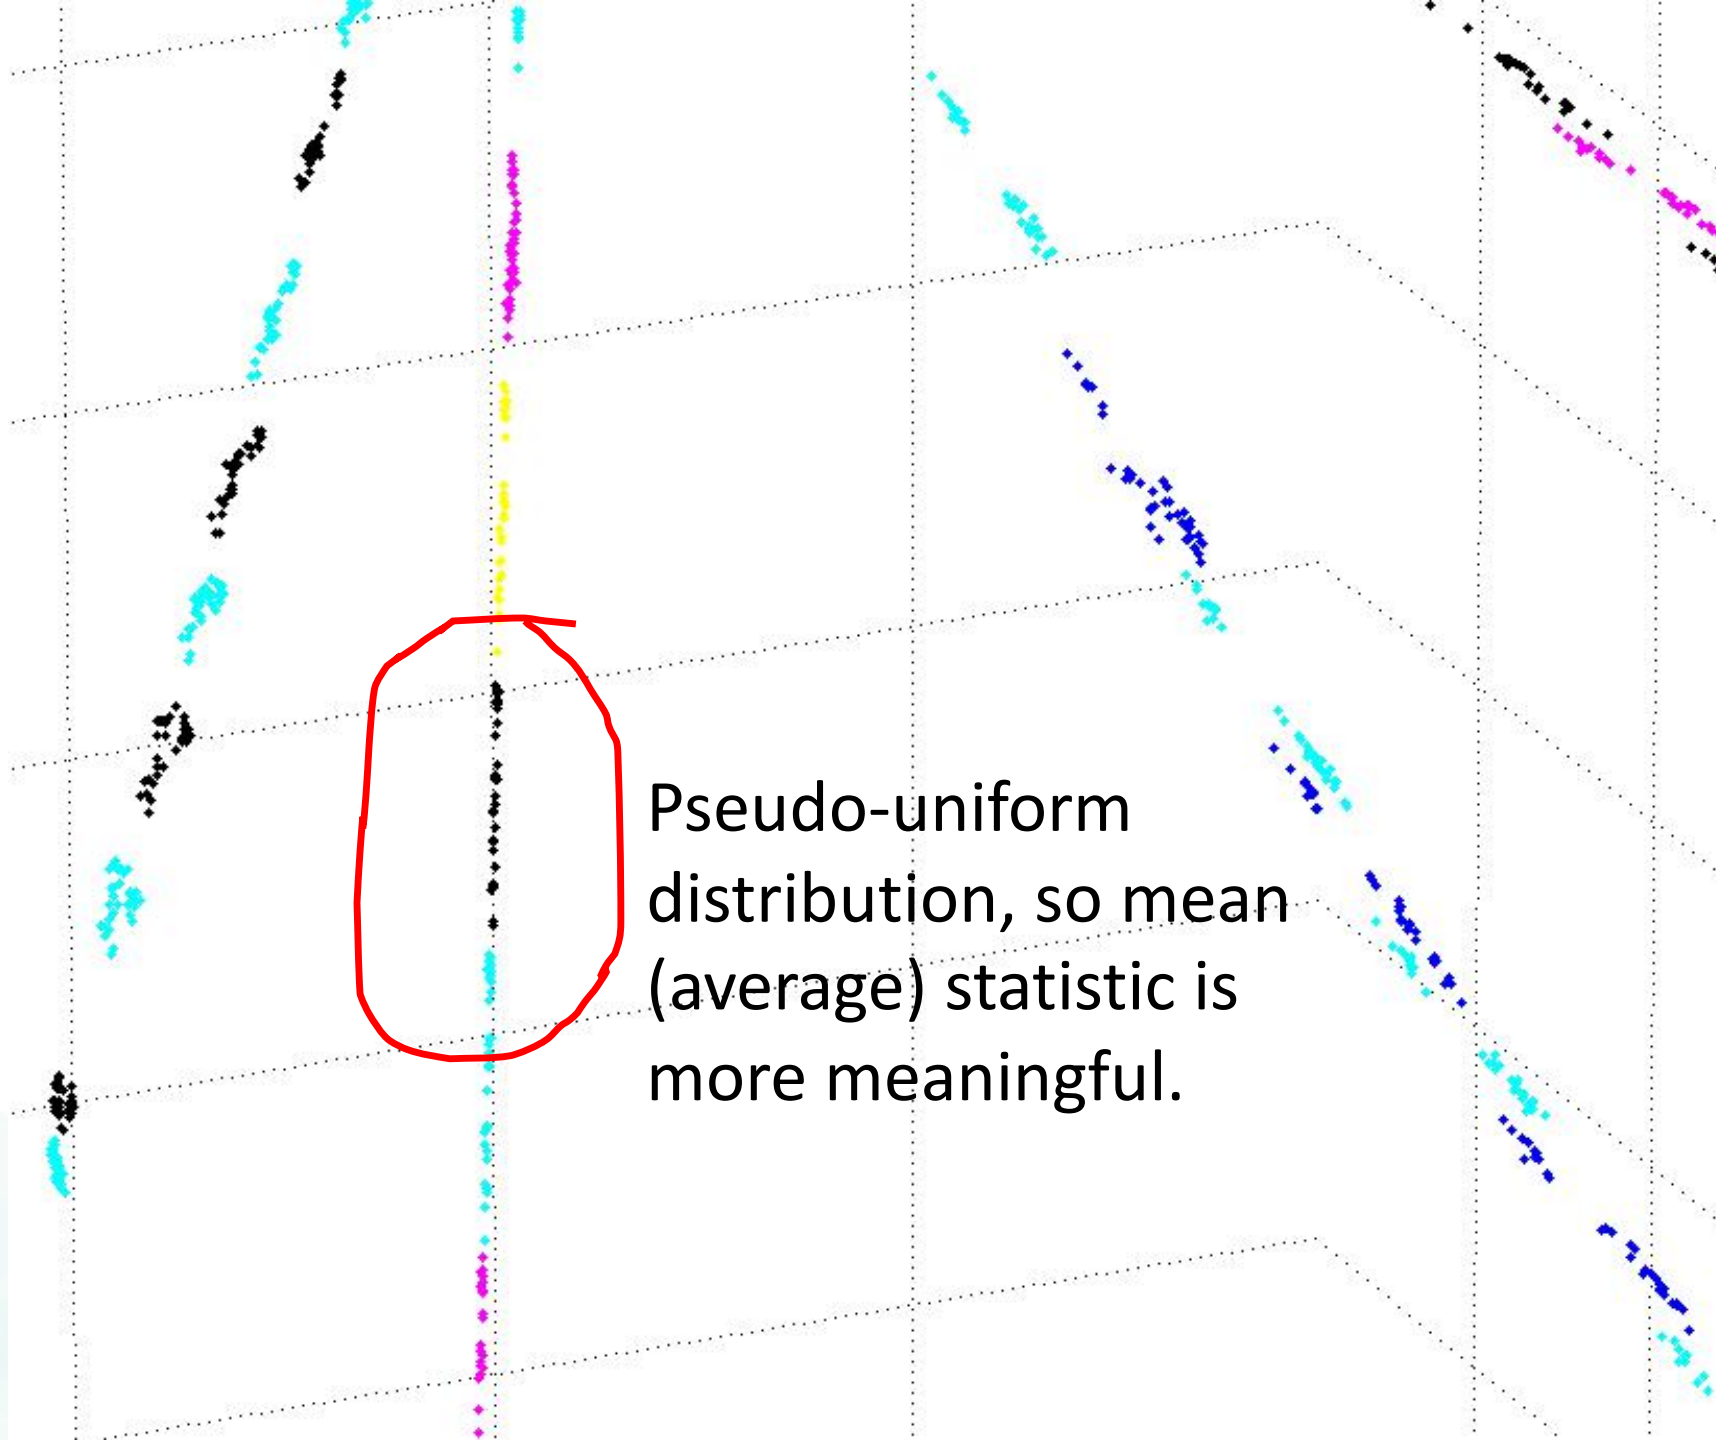 Pseudo-uniform
distribution, so mean
(average) statistic is
more meaningful.